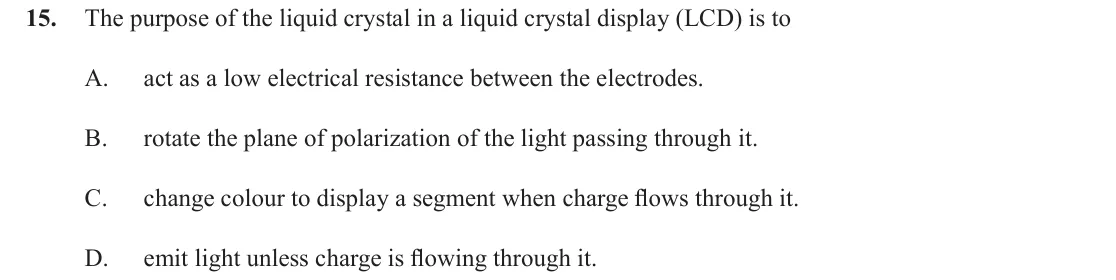 15. The purpose of the liquid crystal in a liquid crystal display (LCD) is to
A. act as a low electrical resistance between the electrodes.
B. rotate the plane of polarization of the light passing through it.
C. change colour to display a segment when charge flows through it.
D. emit light unless charge is flowing through it.